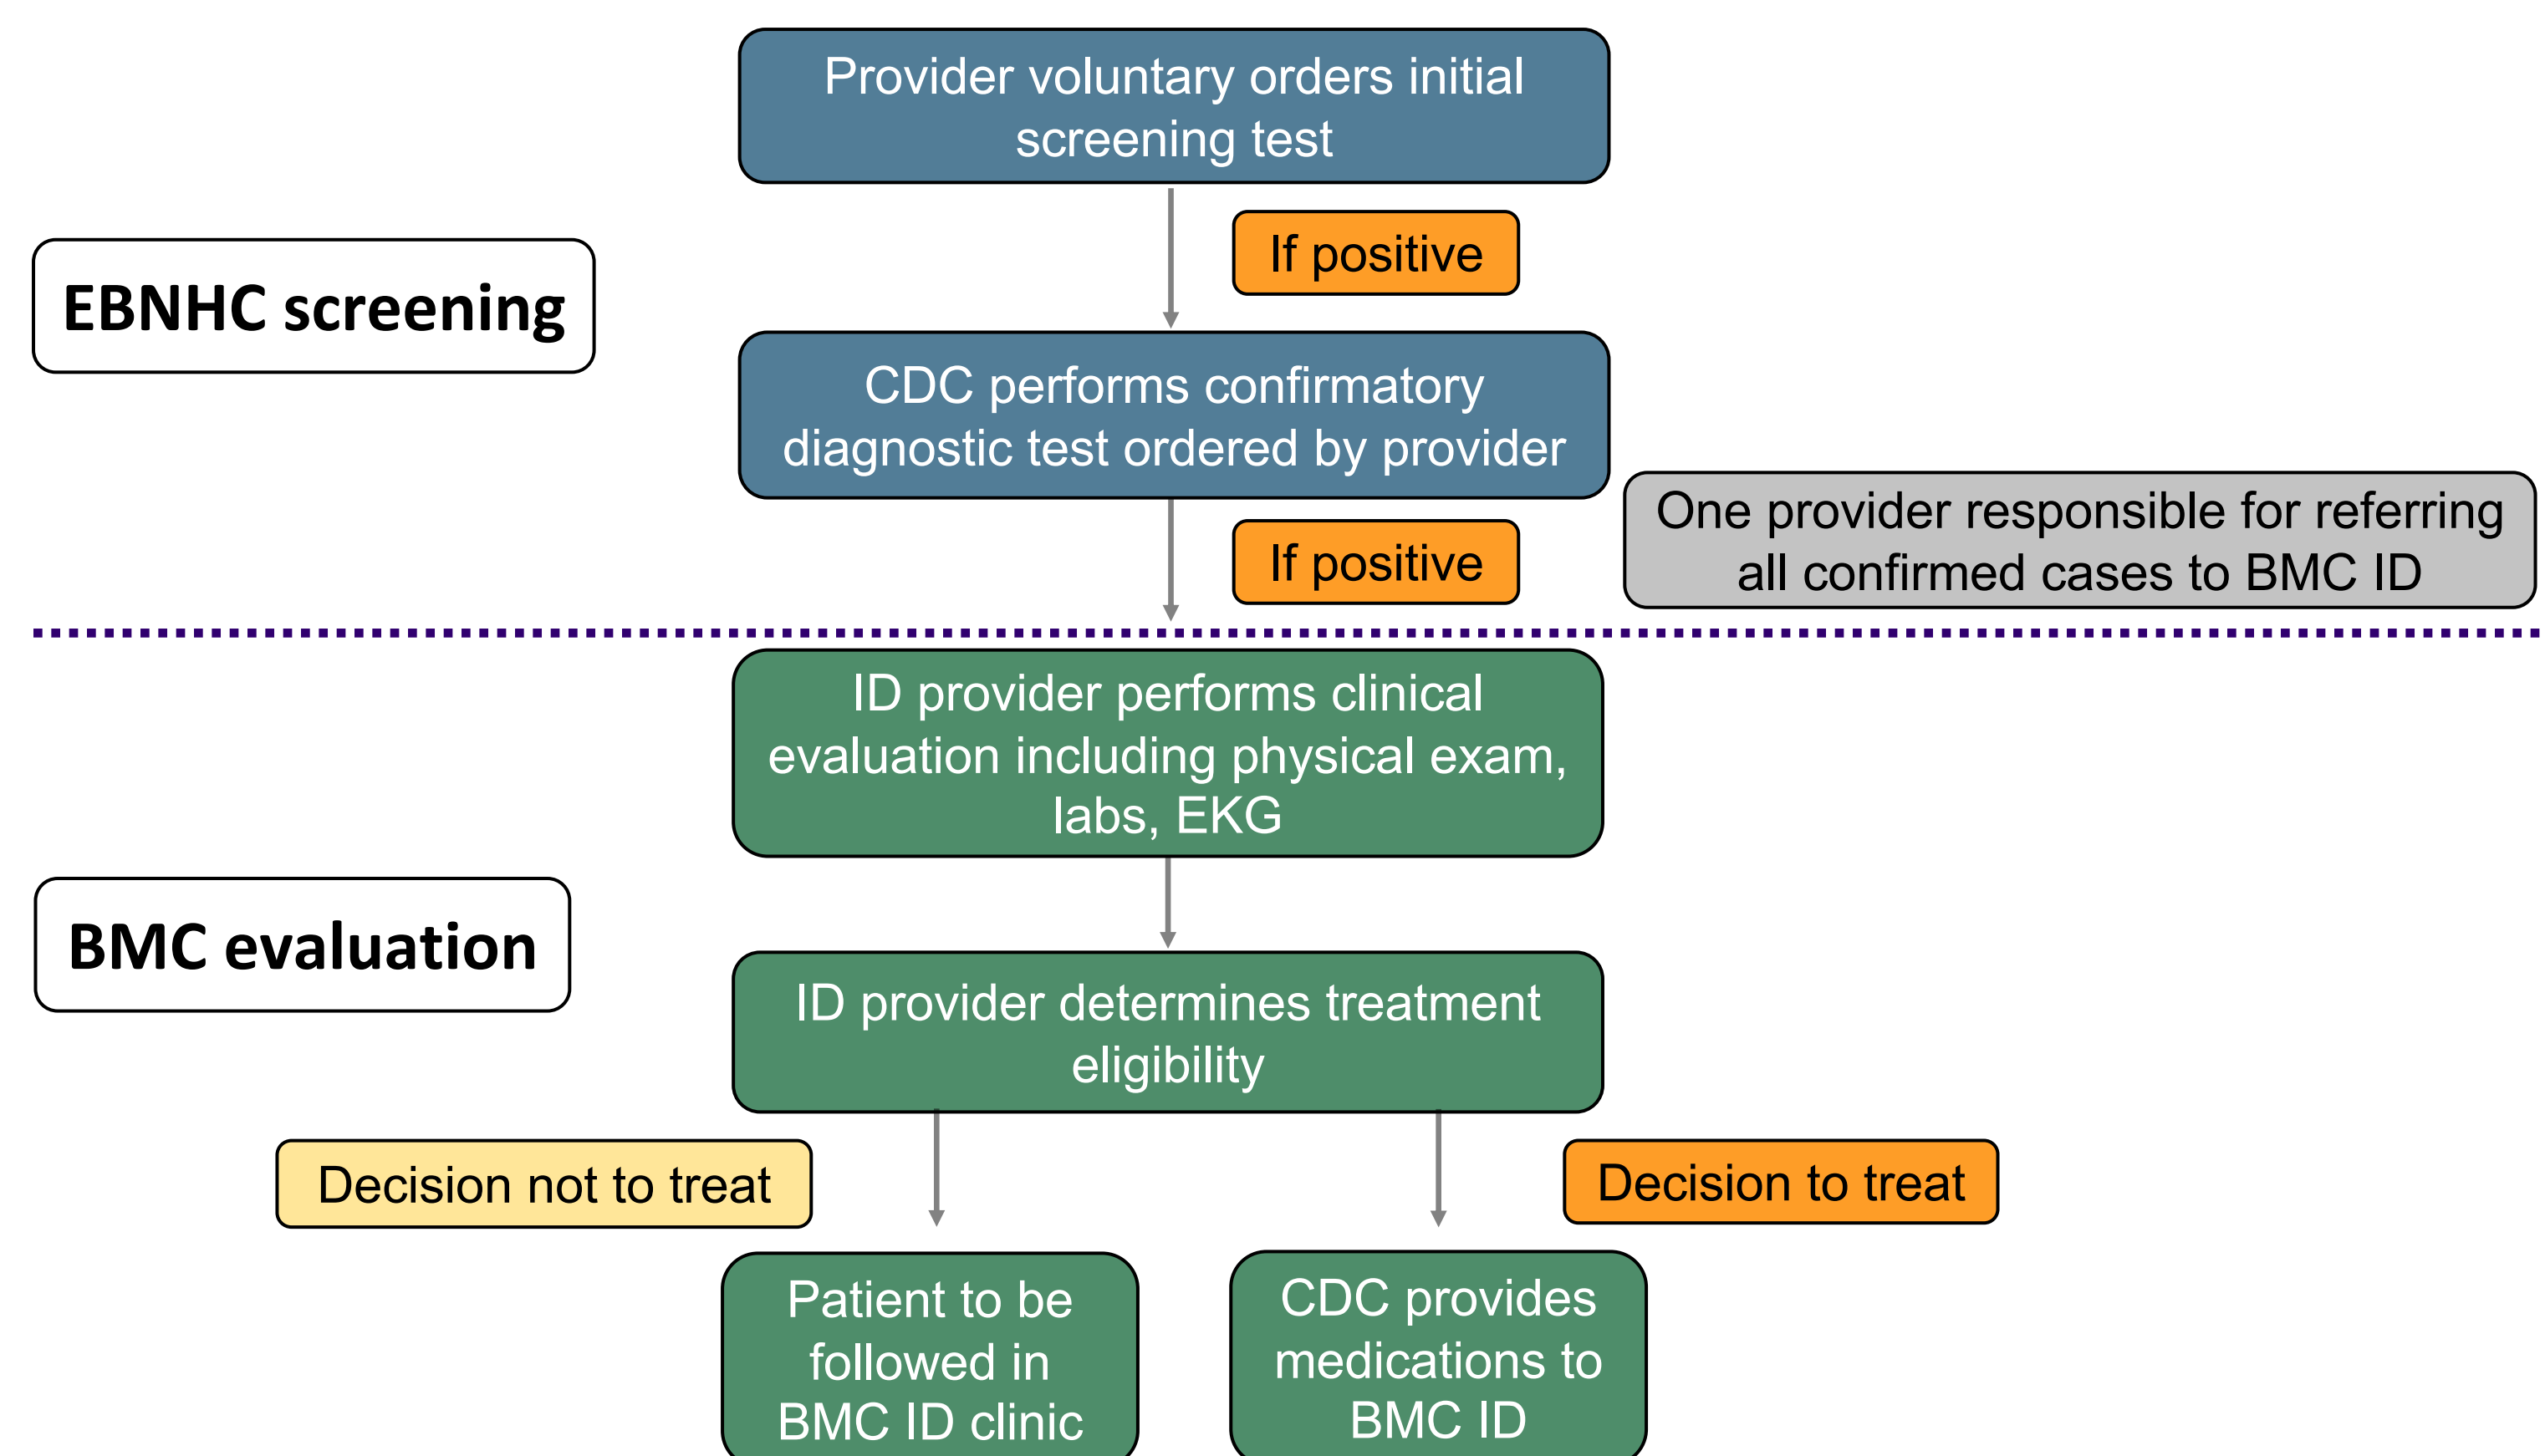 Provider voluntary orders initial
screening test
If positive
EBNHC screening
CDC performs confirmatory
diagnostic test ordered by provider
One provider responsible for referring
all confirmed cases to BMC ID
If positive
ID provider performs clinical
evaluation including physical exam,
labs, EKG
BMC evaluation
ID provider determines treatment
eligibility
Decision not to treat
Decision to treat
Patient to be
followed in
BMC ID clinic
CDC provides
medications to
BMC ID